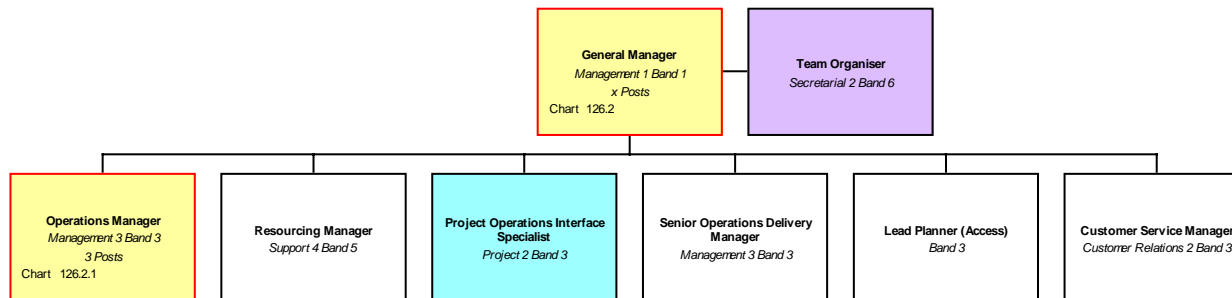 General Manager
Management 1 Band 1
x Posts
Chart 126.2
Team Organiser
Secretarial 2 Band 6
Operations Manager
Management 3 Band 3
3 Posts
Chart 126.2.1
Resourcing Manager
Support 4 Band 5
Project Operations Interface
Specialist
Project 2 Band 3
Senior Operations Delivery
Manager
Management 3 Band 3
Lead Planner (Access)
Band 3
Customer Service Manager
Customer Relations 2 Band 3